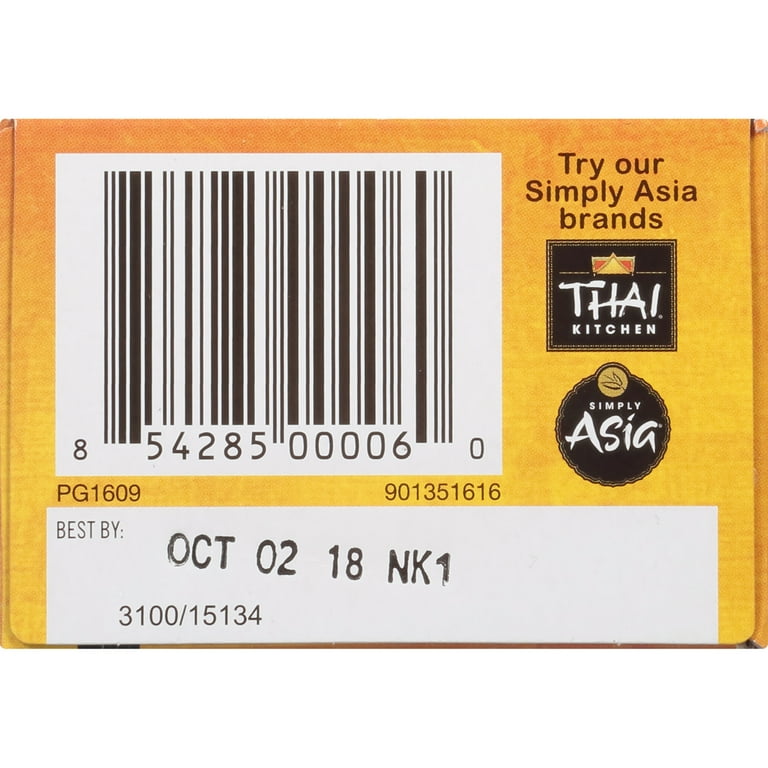 Try our
Simply Asia
brands
THAI
KITCHEN
SIMPLY
Asia
8 54285 00006 0
PG1609 901351616
BEST BY:
OCT 02 18 NK1
3100/15134